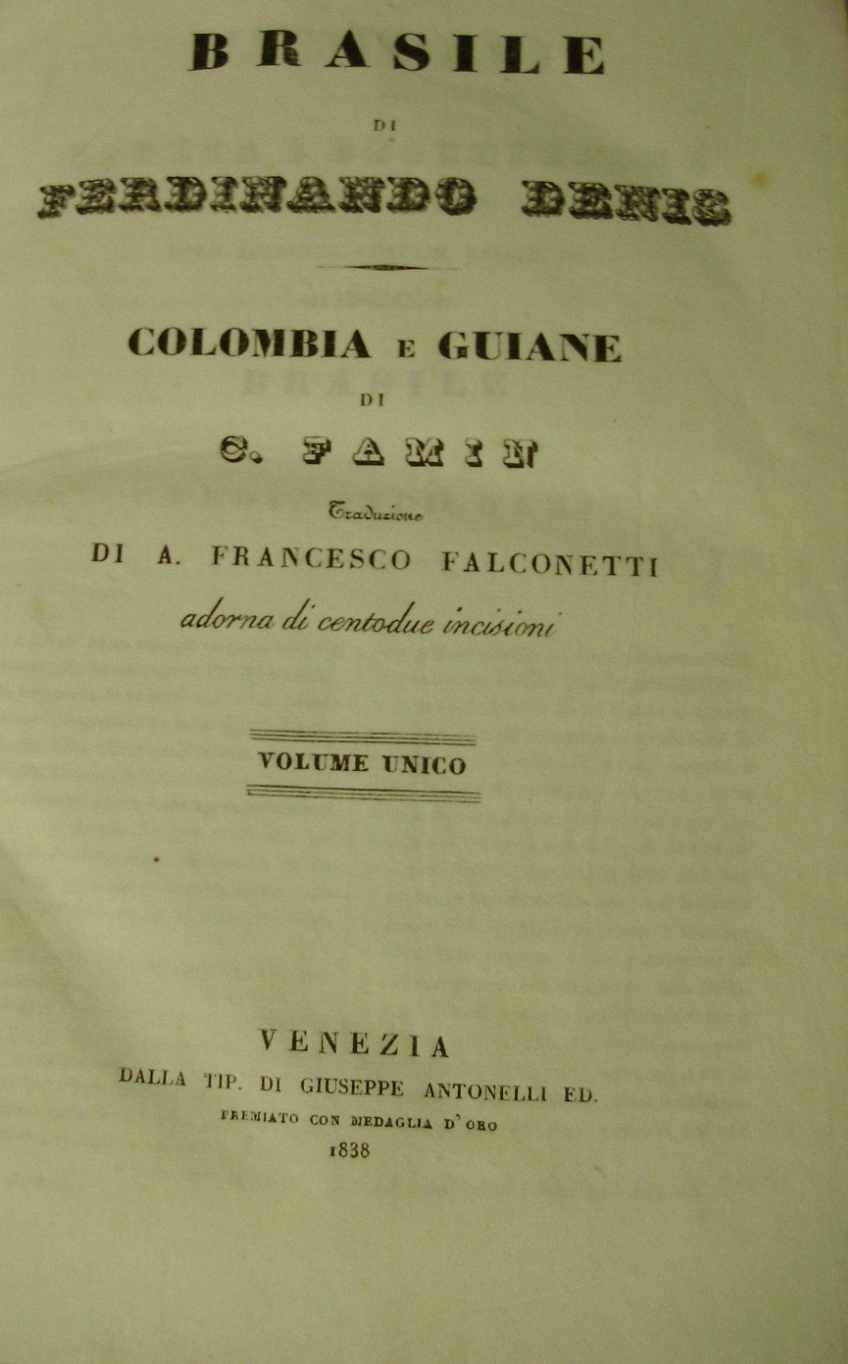 BRASILE
DI
FERDINANDO DENIS
COLOMBIA E GUIANE
DI
C. FAMIN
Traduzione
DI A. FRANCESCO FALCONETTI
adorna di centodue incisioni
VOLUME UNICO
VENEZIA
DALLA TIP. DI GIUSEPPE ANTONELLI ED.
PREMIATO CON MEDAGLIA D'ORO
1838